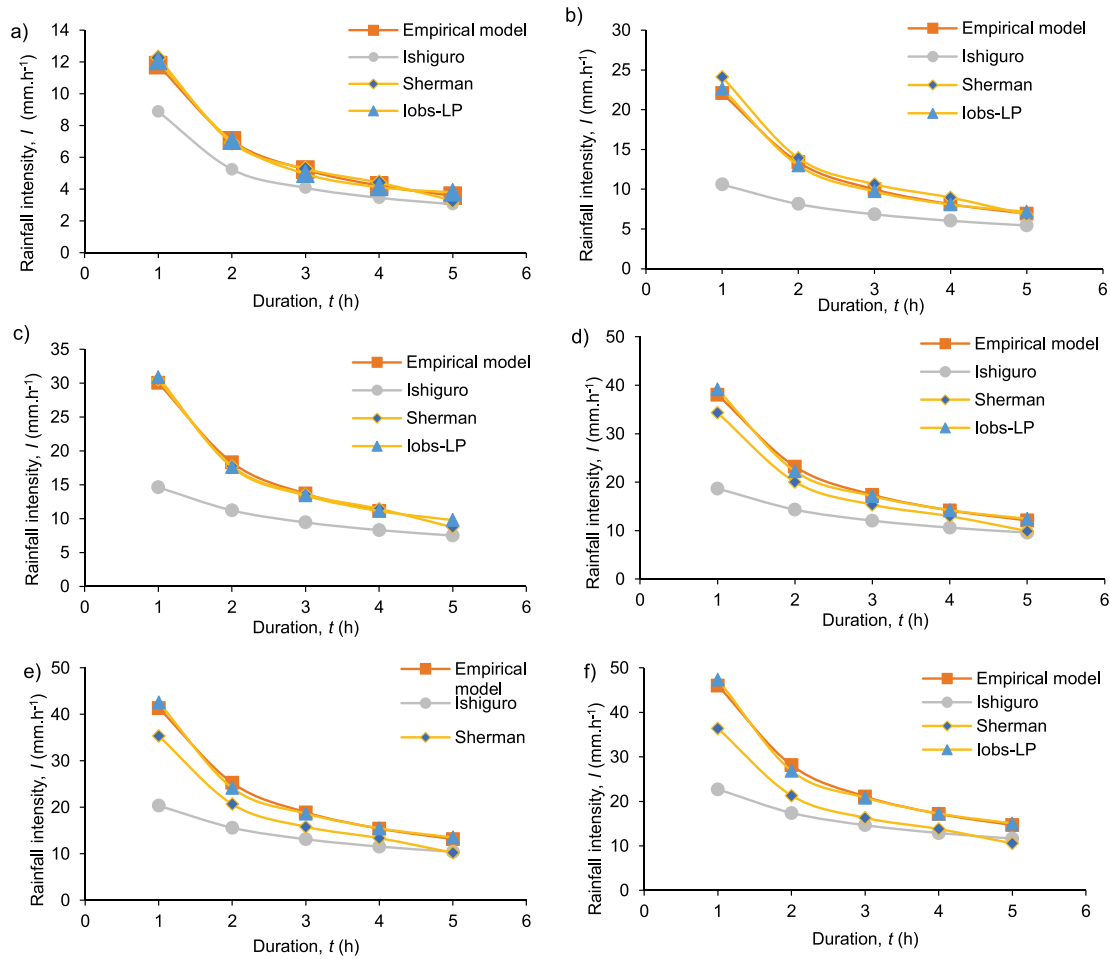 a)
Rainfall intensity, I (mm.h⁻¹)
14
12
10
8
6
4
2
0
0 1 2 3 4 5 6
Duration, t (h)
Empirical model
Ishiguro
Sherman
Iobs-LP
b)
Rainfall intensity, I (mm.h⁻¹)
30
25
20
15
10
5
0
0 1 2 3 4 5 6
Duration, t (h)
Empirical model
Ishiguro
Sherman
Iobs-LP
c)
Rainfall intensity, I (mm.h⁻¹)
35
30
25
20
15
10
5
0
0 1 2 3 4 5 6
Duration, t (h)
Empirical model
Ishiguro
Sherman
Iobs-LP
d)
Rainfall intensity, I (mm.h⁻¹)
50
40
30
20
10
0
0 1 2 3 4 5 6
Duration, t (h)
Empirical model
Ishiguro
Sherman
Iobs-LP
e)
Rainfall intensity, I (mm.h⁻¹)
50
40
30
20
10
0
0 1 2 3 4 5 6
Duration, t (h)
Empirical
model
Ishiguro
Sherman
f)
Rainfall intensity, I (mm.h⁻¹)
50
40
30
20
10
0
0 1 2 3 4 5 6
Duration, t (h)
Empirical model
Ishiguro
Sherman
Iobs-LP